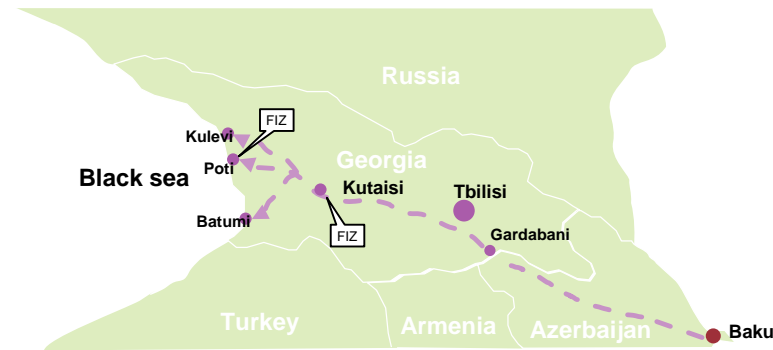 Russia
FIZ
Kulevi
Georgia
Poti
Black sea
Kutaisi
Tbilisi
Batumi
FIZ
Gardabani
Turkey
Armenia
Azerbaijan
Baku